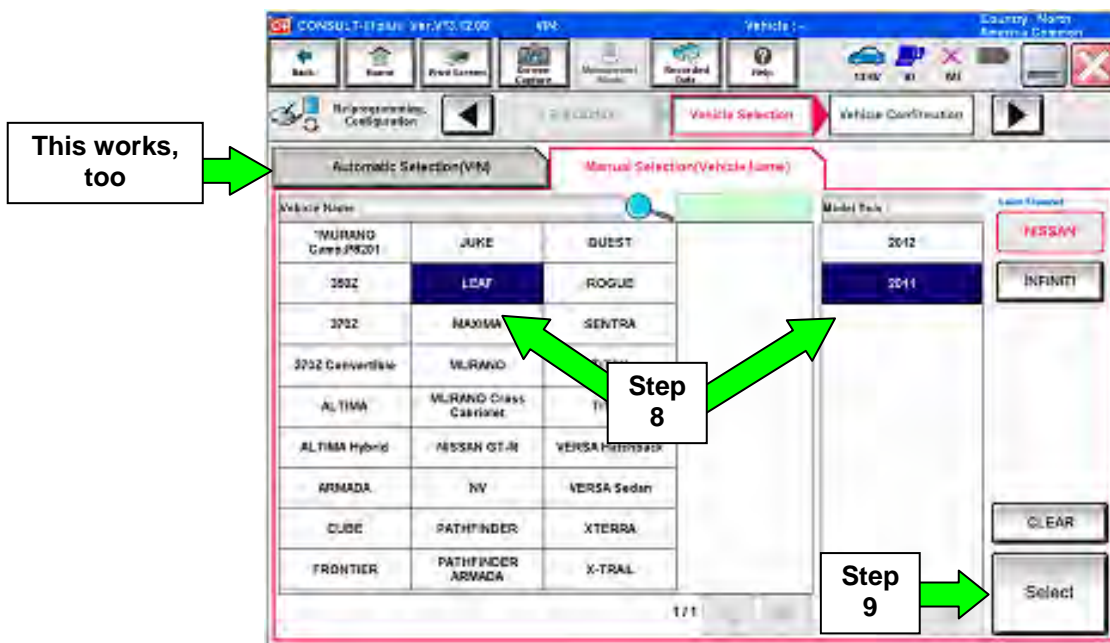 CONSULT-III plus Ver.V13.12.00 VIN: Vehicle : -
Country : North
America Common
Back
Home
Print Screen
Screen
Capture
Measurement
Mode
Recorded
Data
Help
Reprogramming,
Configuration
Vehicle Selection
Vehicle Confirmation
This works,
too
Automatic Selection(VIN)
Manual Selection(Vehicle Name)
Vehicle Name
Model Year
NISSAN
INFINITI
*MURANO
JUKE
QUEST
2012
350Z
LEAF
ROGUE
2011
370Z
MAXIMA
SENTRA
370Z Convertible
MURANO
ALTIMA
MURANO Cross
Cabriolet
ALTIMA Hybrid
NISSAN GT-R
VERSA Hatchback
ARMADA
NV
VERSA Sedan
CUBE
PATHFINDER
XTERRA
FRONTIER
PATHFINDER
ARMADA
X-TRAIL
Step
8
CLEAR
Step
9
Select
1/1